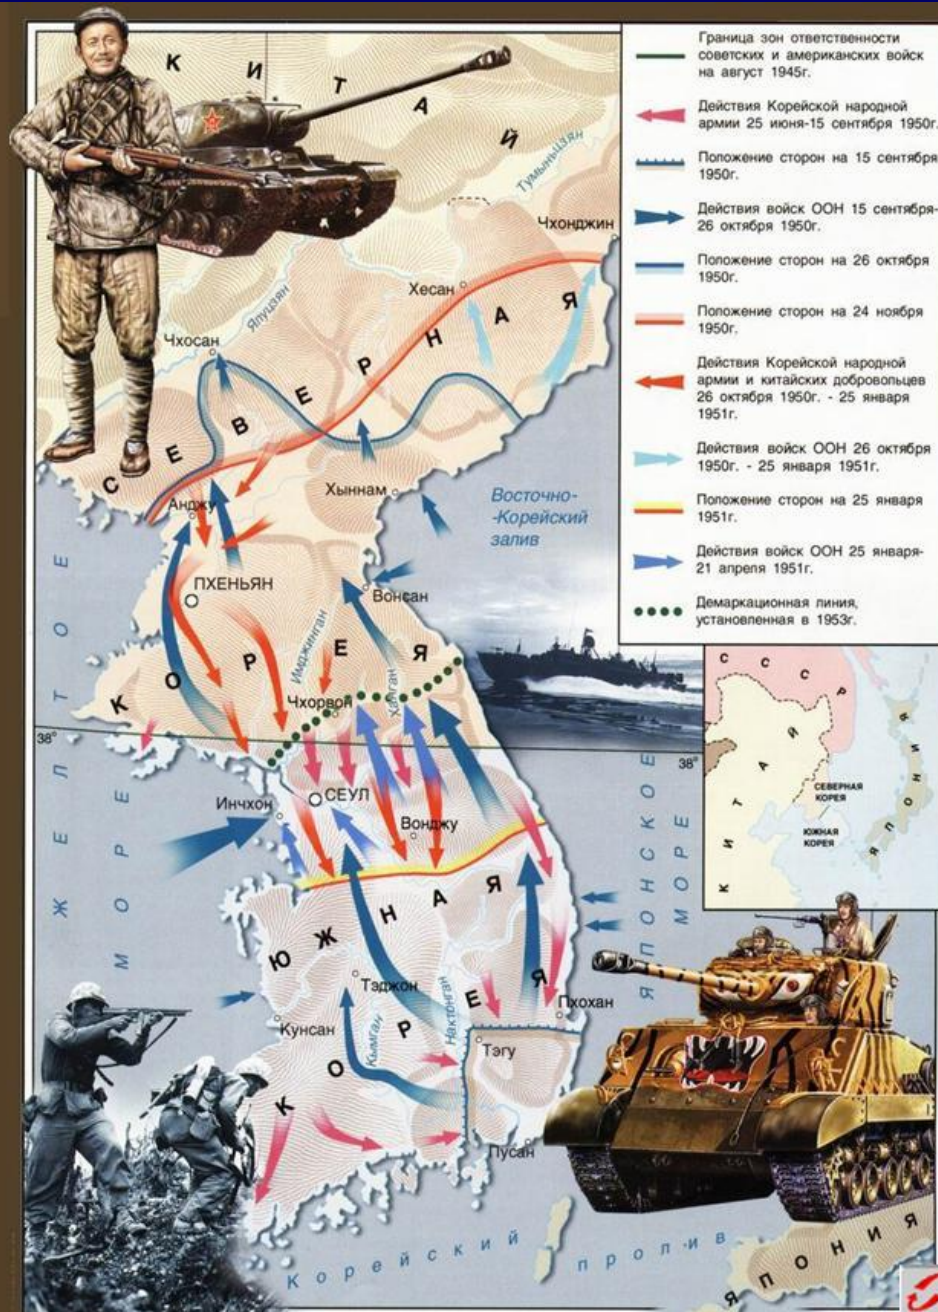 КИТАЙ
Тумыньцзян
Чхонджин
Хесан
Ялуцзян
Чхосан
СЕВЕРНАЯ
Анджу
Хыннам
Восточно-
-Корейский
залив
ПХЕНЬЯН
Вонсан
Имджинган
КОРЕЯ
Чхорвон
Ханган
38°
38°
ЖЕЛТОЕ
МОРЕ
Инчхон
СЕУЛ
Вонджу
ЯПОНСКОЕ
МОРЕ
ЮЖНАЯ
Тэджон
Нактонган
Пхохан
Кунсан
Кымган
Тэгу
КОРЕЯ
Пусан
Корейский пролив
ЯПОНИЯ
Граница зон ответственности
советских и американских войск
на август 1945г.
Действия Корейской народной
армии 25 июня-15 сентября 1950г.
Положение сторон на 15 сентября
1950г.
Действия войск ООН 15 сентября-
26 октября 1950г.
Положение сторон на 26 октября
1950г.
Положение сторон на 24 ноября
1950г.
Действия Корейской народной
армии и китайских добровольцев
26 октября 1950г. - 25 января
1951г.
Действия войск ООН 26 октября
1950г. - 25 января 1951г.
Положение сторон на 25 января
1951г.
Действия войск ООН 25 января-
21 апреля 1951г.
Демаркационная линия,
установленная в 1953г.
СССР
КИТАЙ
СЕВЕРНАЯ
КОРЕЯ
ЮЖНАЯ
КОРЕЯ
ЯПОНИЯ